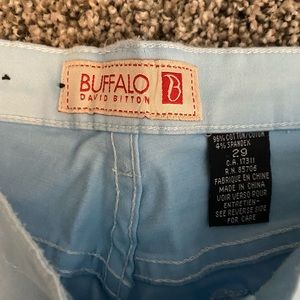 BUFFALO
DAVID BITTON
B
96% COTTON/COTON
4% SPANDEX
29
C.A. 17311
R.N. 85706
FABRIQUE EN CHINE
MADE IN CHINA
VOIR VERSO POUR
ENTRETIEN-
SEE REVERSE SIDE
FOR CARE